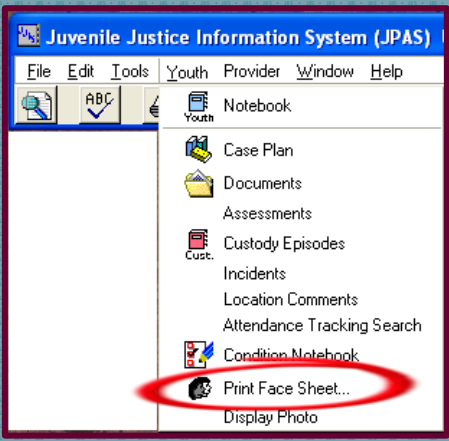 Juvenile Justice Information System (JPAS)
File Edit Tools Youth Provider Window Help
ABC
Youth Notebook
Case Plan
Documents
Assessments
Cust. Custody Episodes
Incidents
Location Comments
Attendance Tracking Search
Condition Notebook
Print Face Sheet...
Display Photo